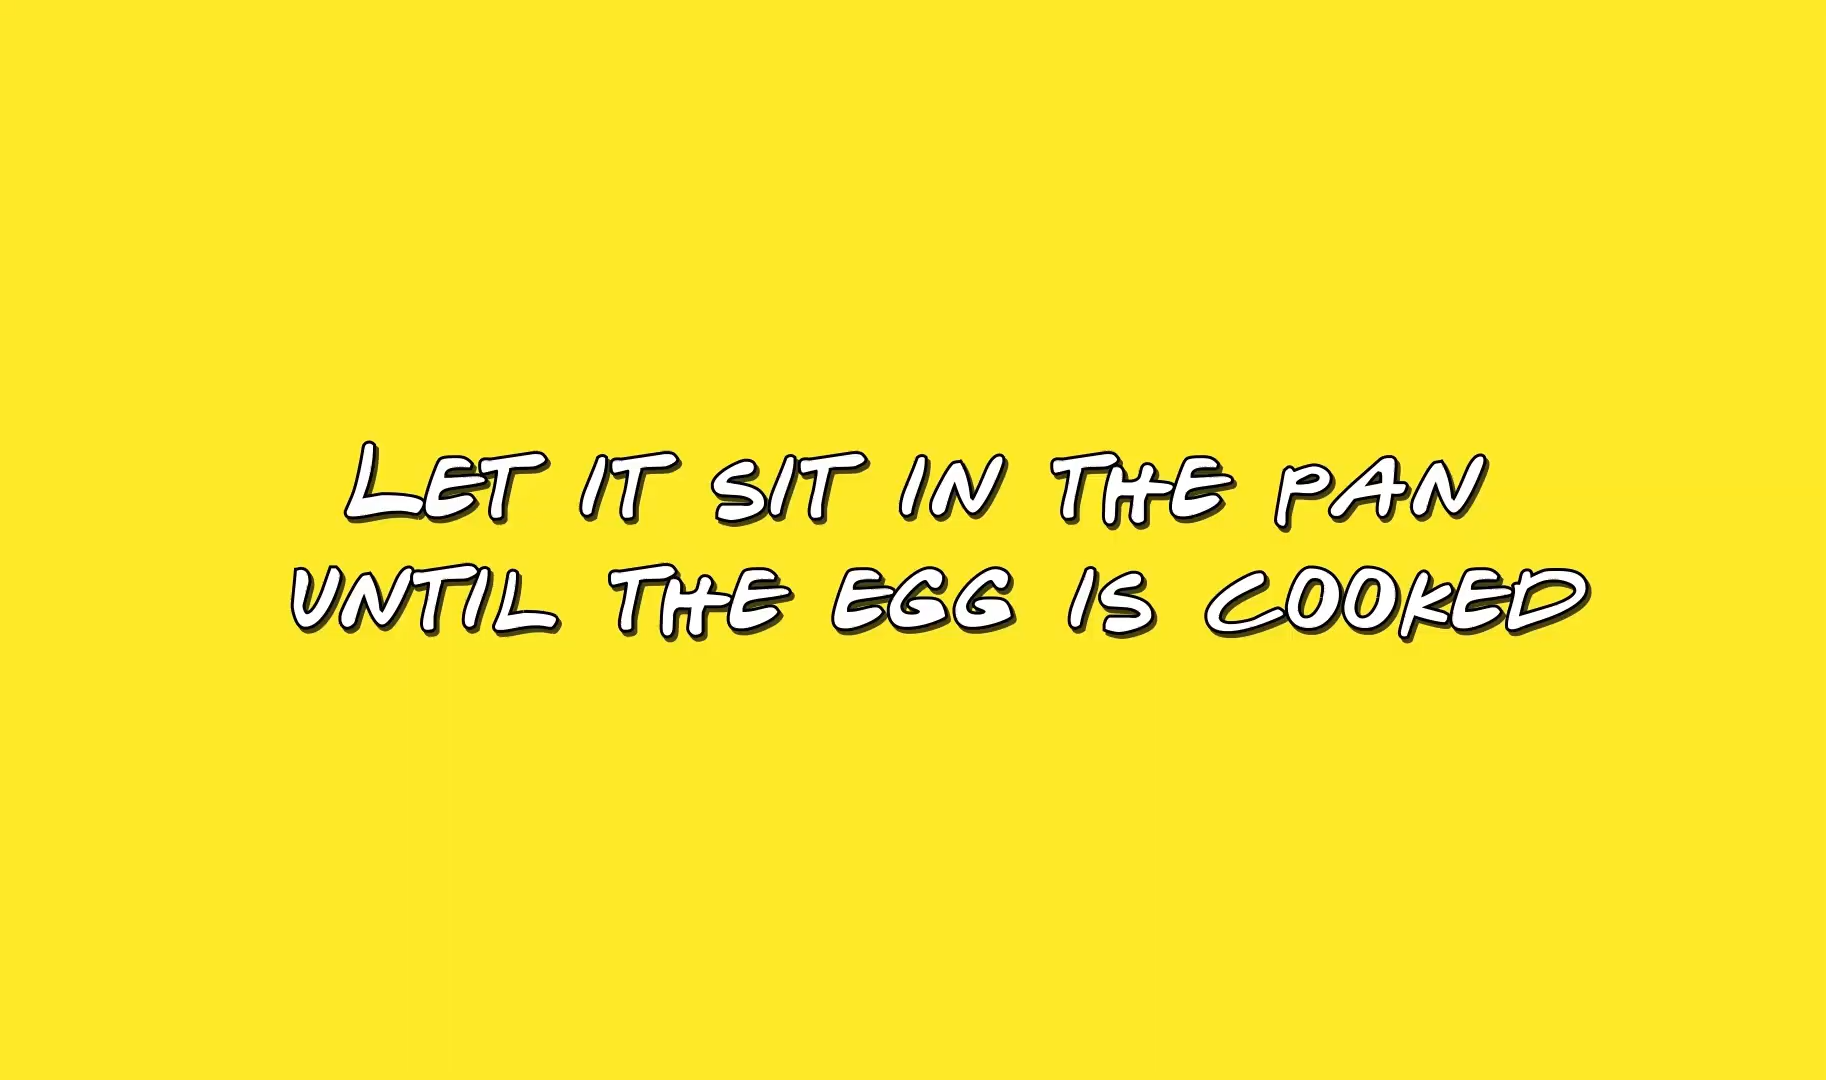 LET IT SIT IN THE PAN
UNTIL THE EGG IS COOKED